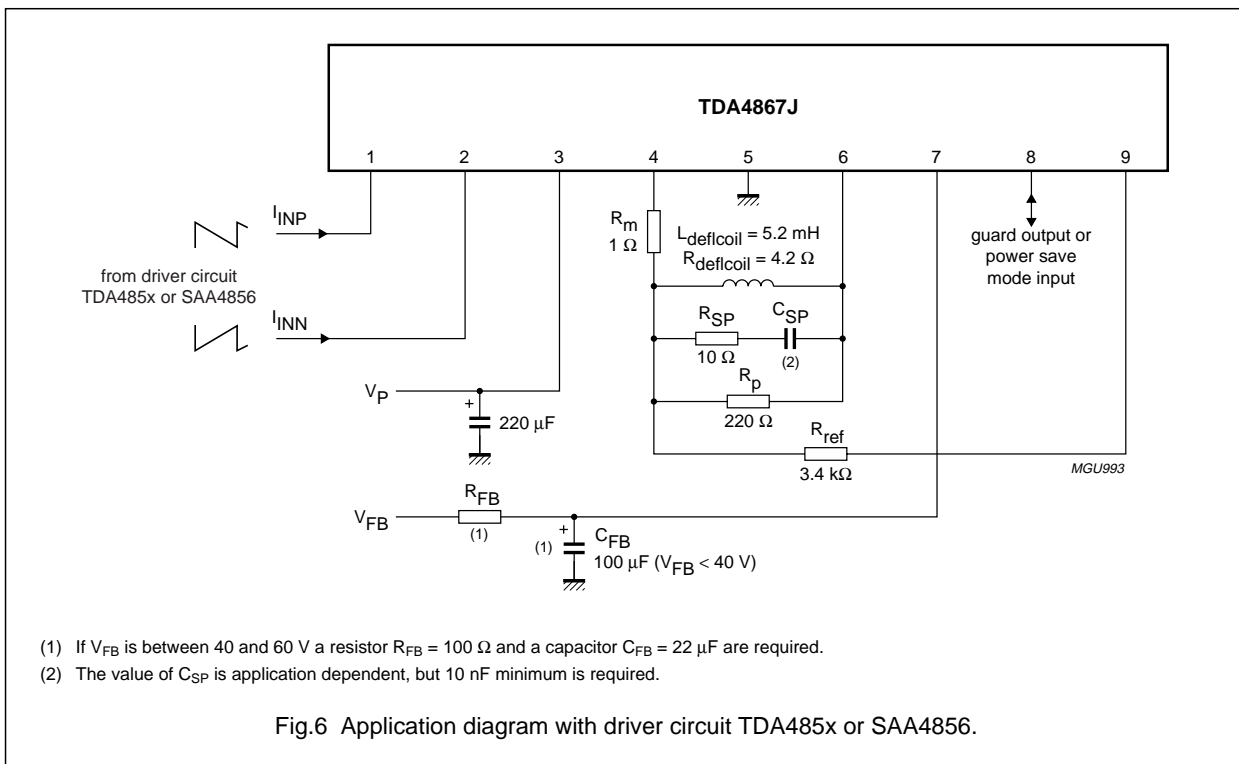 TDA4867J
1 2 3 4 5 6 7 8 9
I_INP
from driver circuit
TDA485x or SAA4856
I_INN
R_m
1 Ω
L_deflcoil = 5.2 mH
R_deflcoil = 4.2 Ω
guard output or
power save
mode input
R_SP
10 Ω
C_SP
(2)
R_p
220 Ω
V_P
+
220 μF
R_ref
3.4 kΩ
MGU993
V_FB
R_FB
(1)
+
(1)
C_FB
100 μF (V_FB < 40 V)
(1) If V_FB is between 40 and 60 V a resistor R_FB = 100 Ω and a capacitor C_FB = 22 μF are required.
(2) The value of C_SP is application dependent, but 10 nF minimum is required.
Fig.6 Application diagram with driver circuit TDA485x or SAA4856.